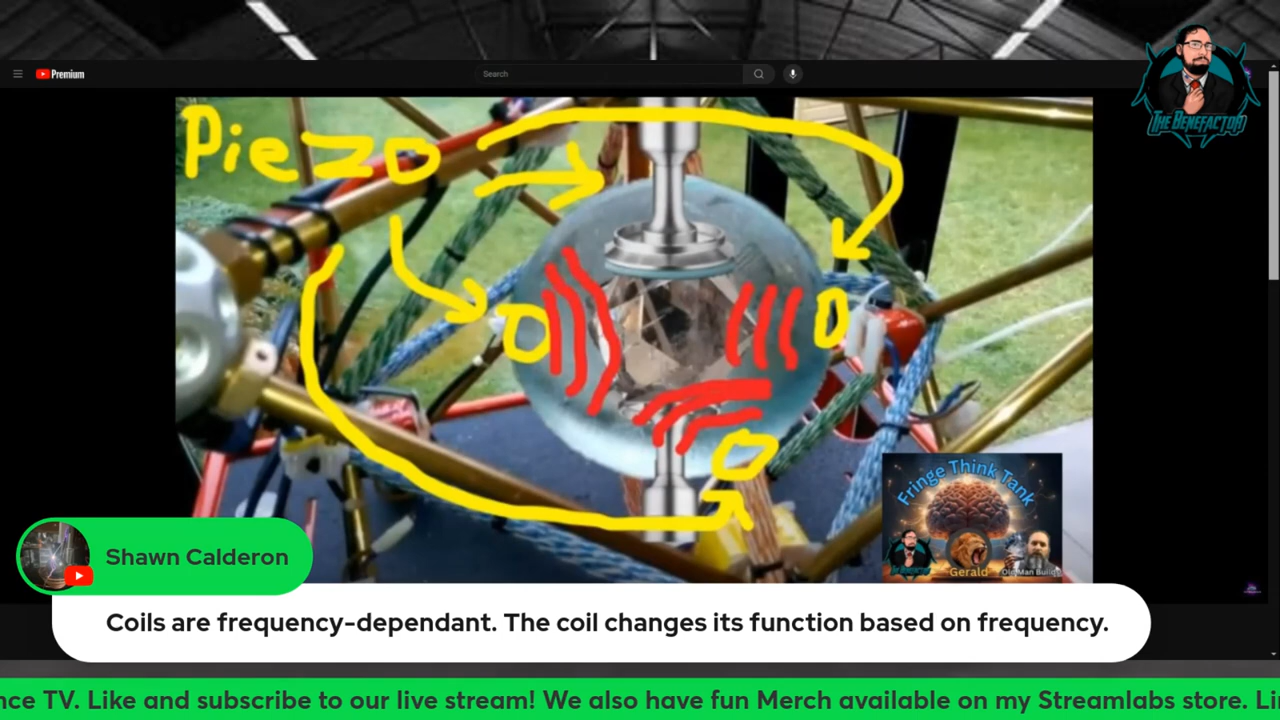 Premium
Search
THE BENEFACTOR
Piezo
Fringe Think Tank
Gerald
Old Man Builds
Shawn Calderon
Coils are frequency-dependant. The coil changes its function based on frequency.
nce TV. Like and subscribe to our live stream! We also have fun Merch available on my Streamlabs store. Li